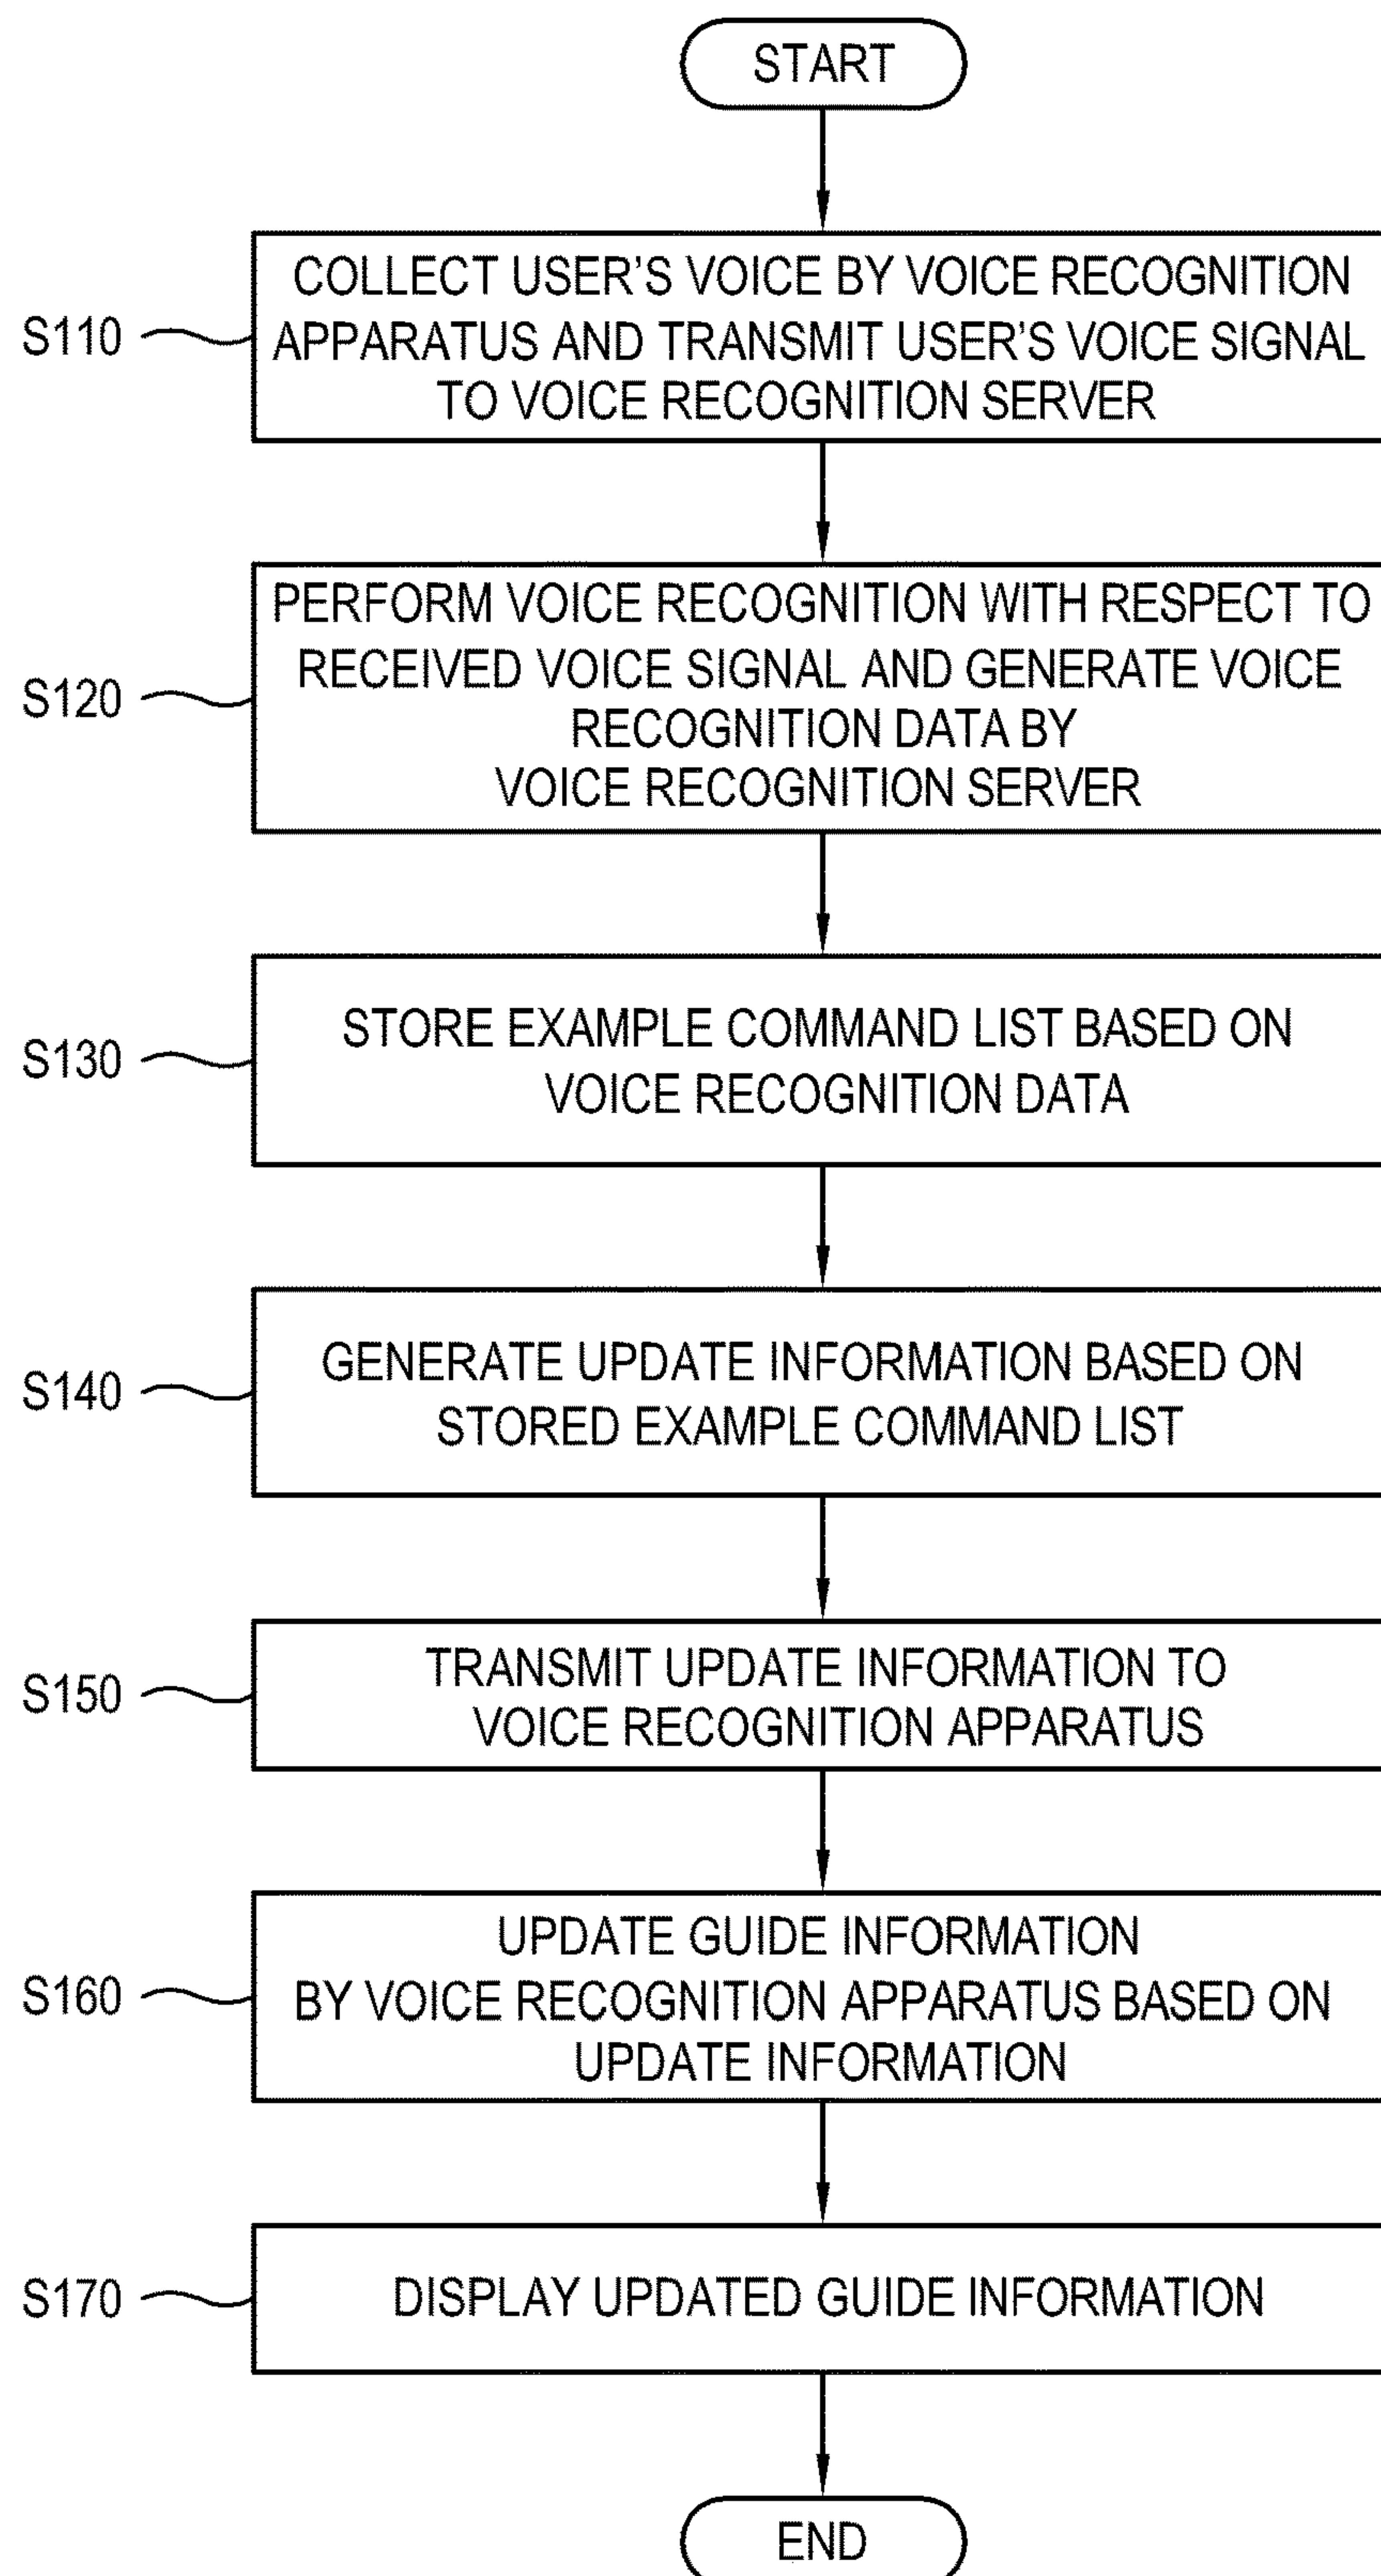 START
S110
COLLECT USER'S VOICE BY VOICE RECOGNITION
APPARATUS AND TRANSMIT USER'S VOICE SIGNAL
TO VOICE RECOGNITION SERVER
S120
PERFORM VOICE RECOGNITION WITH RESPECT TO
RECEIVED VOICE SIGNAL AND GENERATE VOICE
RECOGNITION DATA BY
VOICE RECOGNITION SERVER
S130
STORE EXAMPLE COMMAND LIST BASED ON
VOICE RECOGNITION DATA
S140
GENERATE UPDATE INFORMATION BASED ON
STORED EXAMPLE COMMAND LIST
S150
TRANSMIT UPDATE INFORMATION TO
VOICE RECOGNITION APPARATUS
S160
UPDATE GUIDE INFORMATION
BY VOICE RECOGNITION APPARATUS BASED ON
UPDATE INFORMATION
S170
DISPLAY UPDATED GUIDE INFORMATION
END